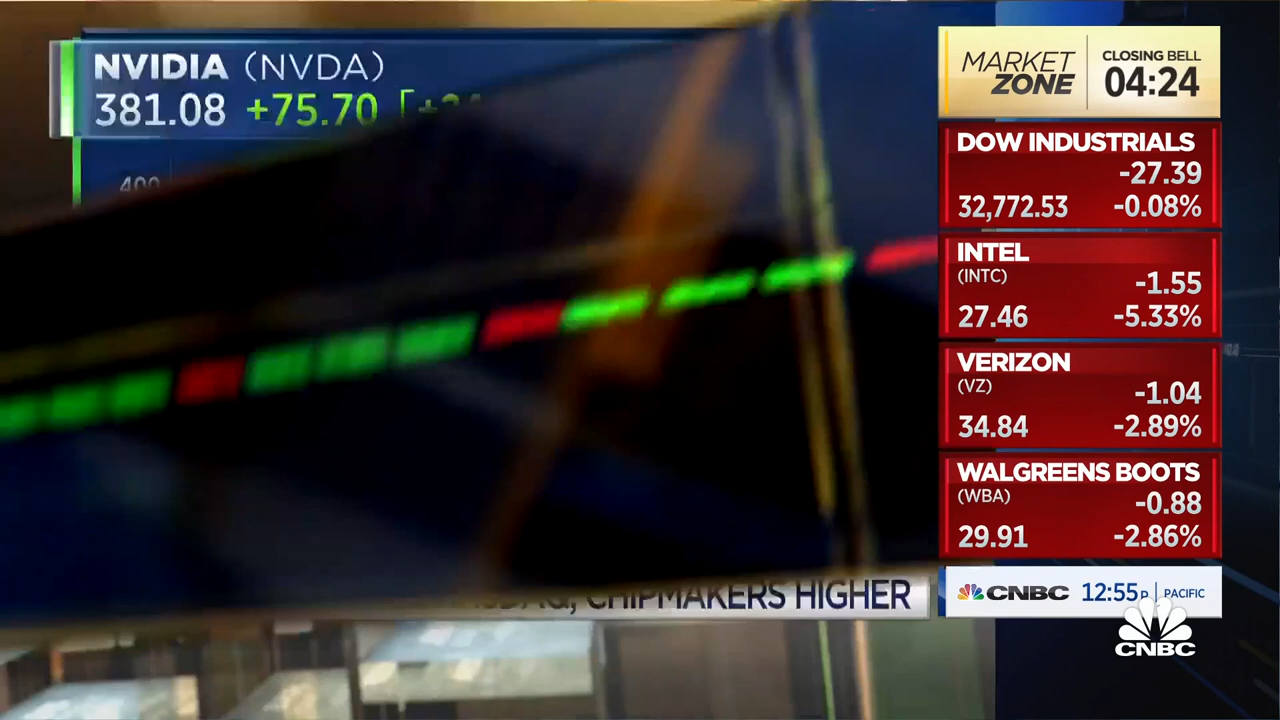 NVIDIA (NVDA)
381.08 +75.70
400
CHIPMAKERS HIGHER
MARKET ZONE
CLOSING BELL
04:24
DOW INDUSTRIALS
-27.39
32,772.53 -0.08%
INTEL
(INTC)
-1.55
27.46 -5.33%
VERIZON
(VZ)
-1.04
34.84 -2.89%
WALGREENS BOOTS
(WBA)
-0.88
29.91 -2.86%
CNBC 12:55P PACIFIC
CNBC